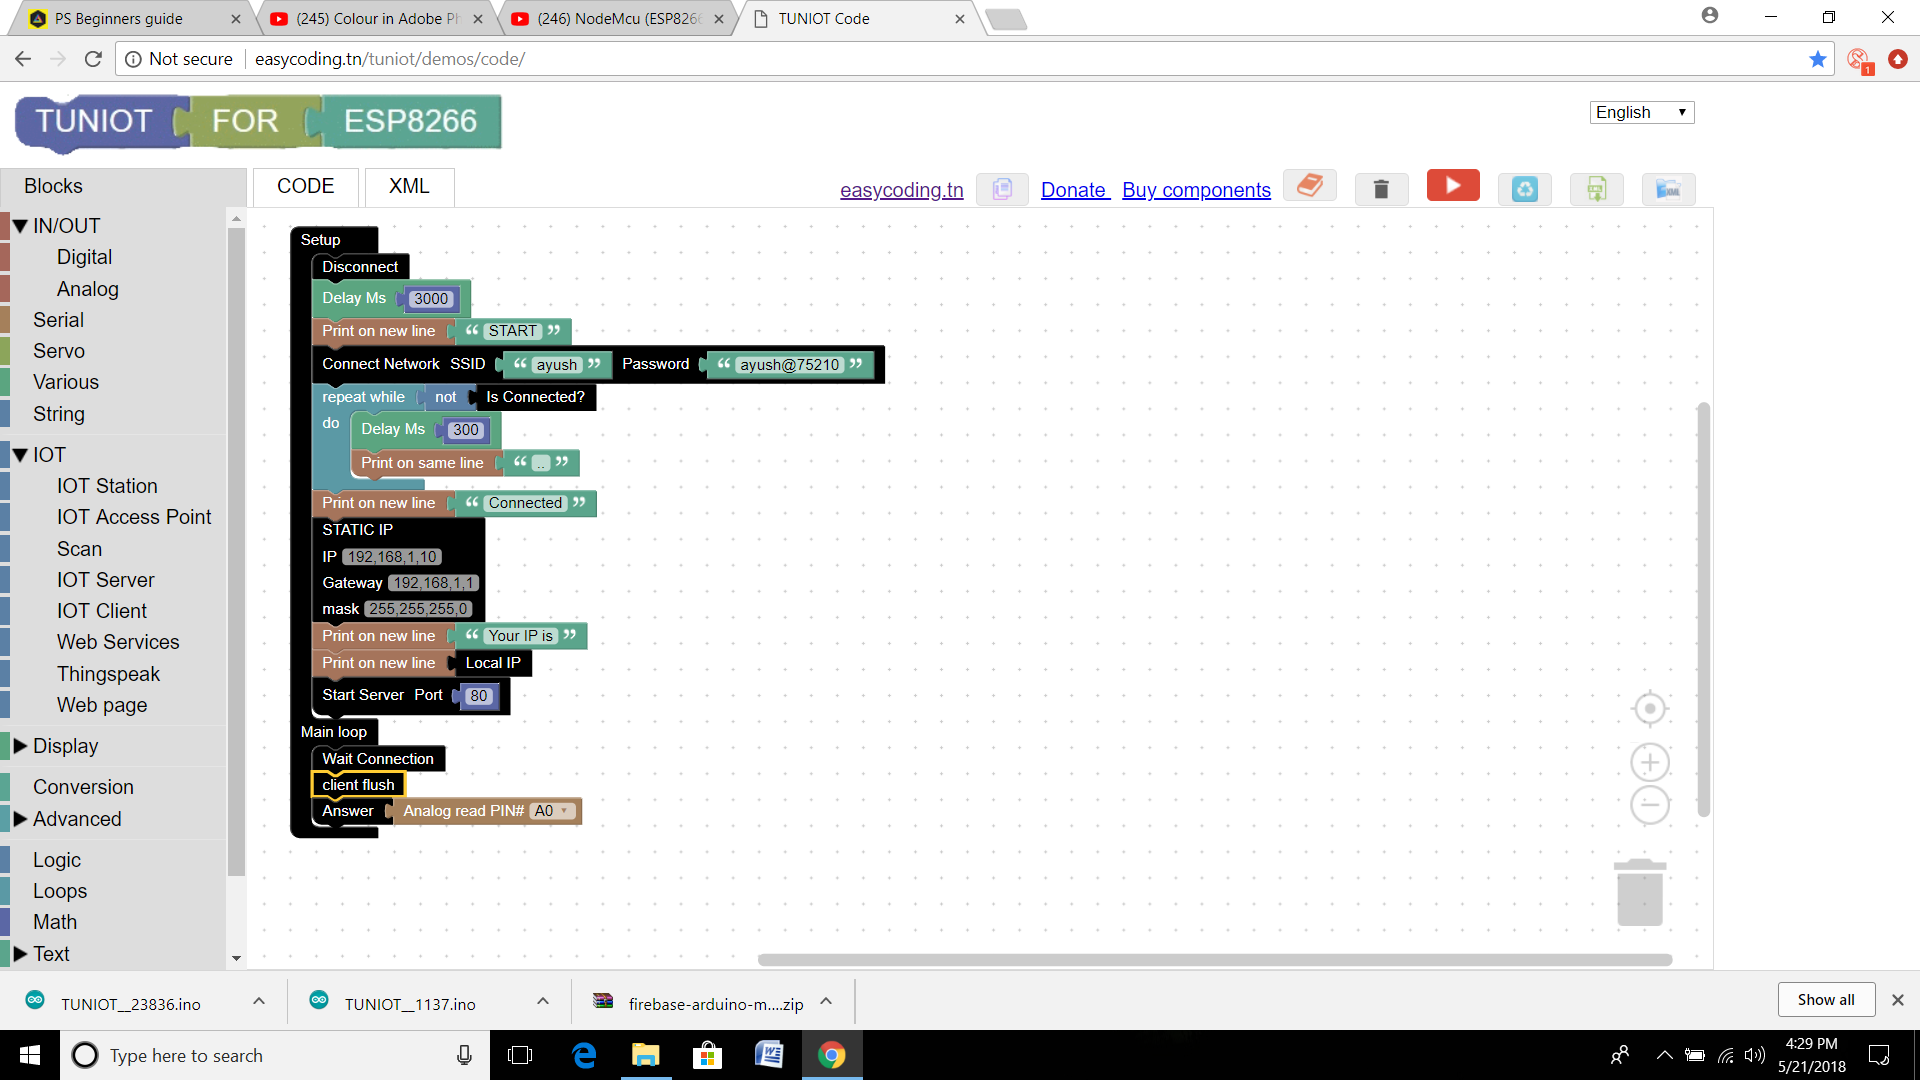 PS Beginners guide
(245) Colour in Adobe Ph
(246) NodeMcu (ESP8266
TUNIOT Code
Not secure
easycoding.tn/tuniot/demos/code/
1
TUNIOT FOR ESP8266
English
Blocks
CODE
XML
easycoding.tn
Donate
Buy components
IN/OUT
Digital
Analog
Serial
Servo
Various
String
IOT
IOT Station
IOT Access Point
Scan
IOT Server
IOT Client
Web Services
Thingspeak
Web page
Display
Conversion
Advanced
Logic
Loops
Math
Text
Setup
Disconnect
Delay Ms 3000
Print on new line “ START ”
Connect Network SSID “ ayush ” Password “ ayush@75210 ”
repeat while not Is Connected?
do
Delay Ms 300
Print on same line “ .. ”
Print on new line “ Connected ”
STATIC IP
IP 192,168,1,10
Gateway 192,168,1,1
mask 255,255,255,0
Print on new line “ Your IP is ”
Print on new line Local IP
Start Server Port 80
Main loop
Wait Connection
client flush
Answer Analog read PIN# A0
XML
TUNIOT__23836.ino
TUNIOT__1137.ino
firebase-arduino-m....zip
Show all
Type here to search
4:29 PM
5/21/2018